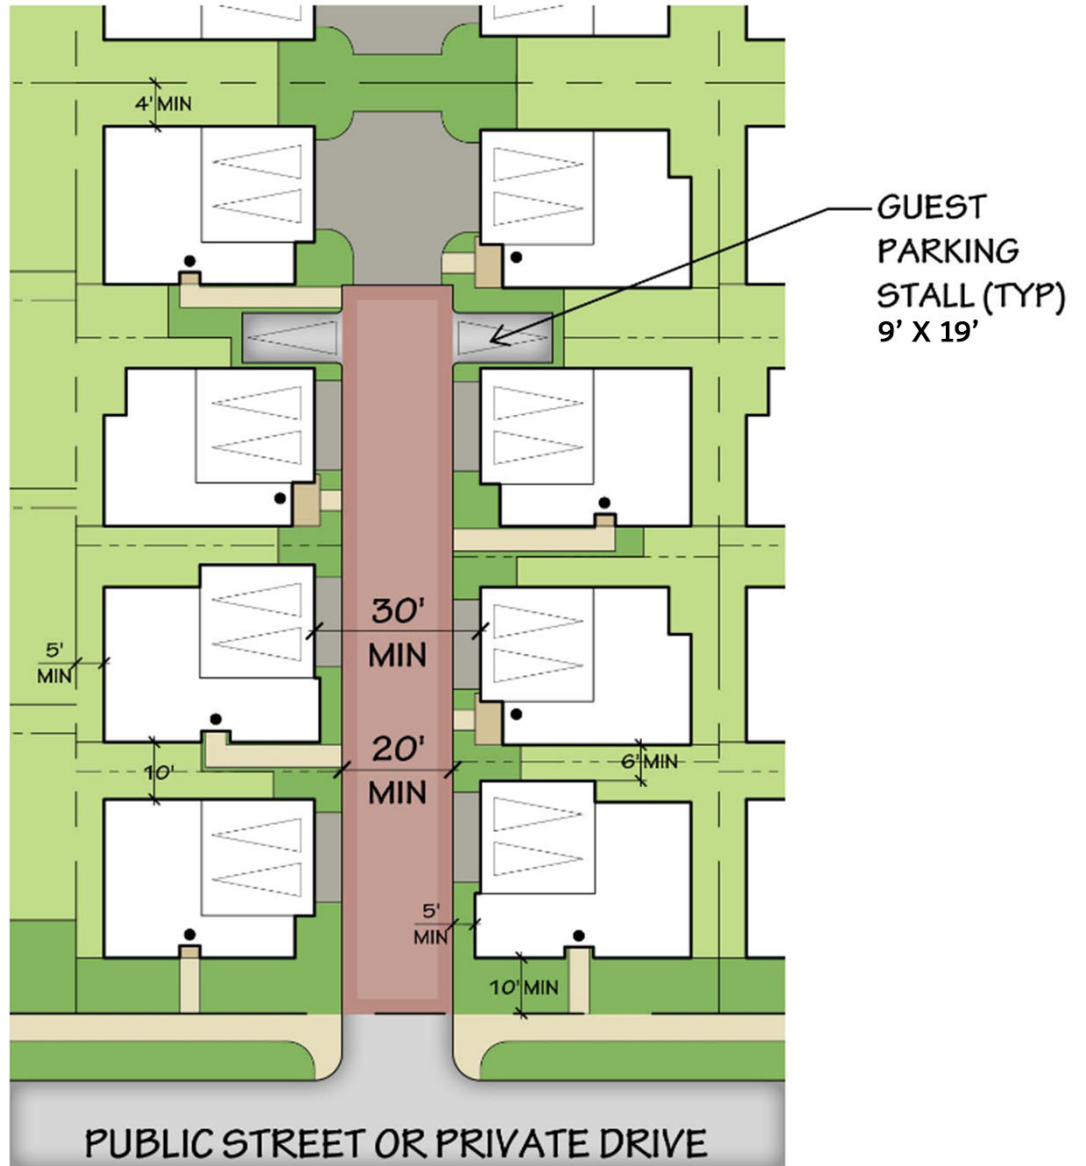 4' MIN
GUEST
PARKING
STALL (TYP)
9' X 19'
30'
MIN
5'
MIN
20'
MIN
10'
6' MIN
5'
MIN
10' MIN
PUBLIC STREET OR PRIVATE DRIVE